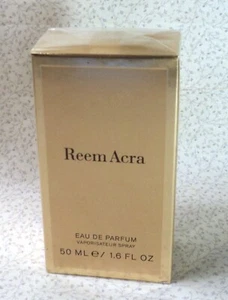 Reem Acra
EAU DE PARFUM
VAPORISATEUR SPRAY
50 ML ℮/ 1.6 FL OZ